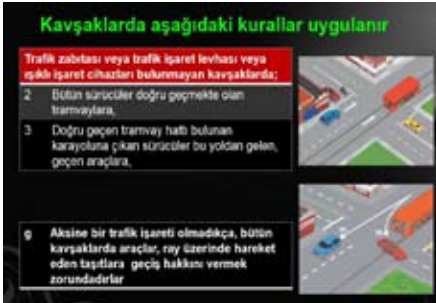 Kavşaklarda aşağıdaki kurallar uygulanır
Trafik zabıtası veya trafik işaret levhası veya
ışıklı işaret cihazları bulunmayan kavşaklarda;
2 Bütün sürücüler doğru geçmekte olan
tramvaylara,
3 Doğru geçen tramvay hattı bulunan
karayoluna çıkan sürücüler bu yoldan gelen,
geçen araçlara,
g Aksine bir trafik işareti olmadıkça, bütün
kavşaklarda araçlar, ray üzerinde hareket
eden taşıtlara geçiş hakkını vermek
zorundadırlar